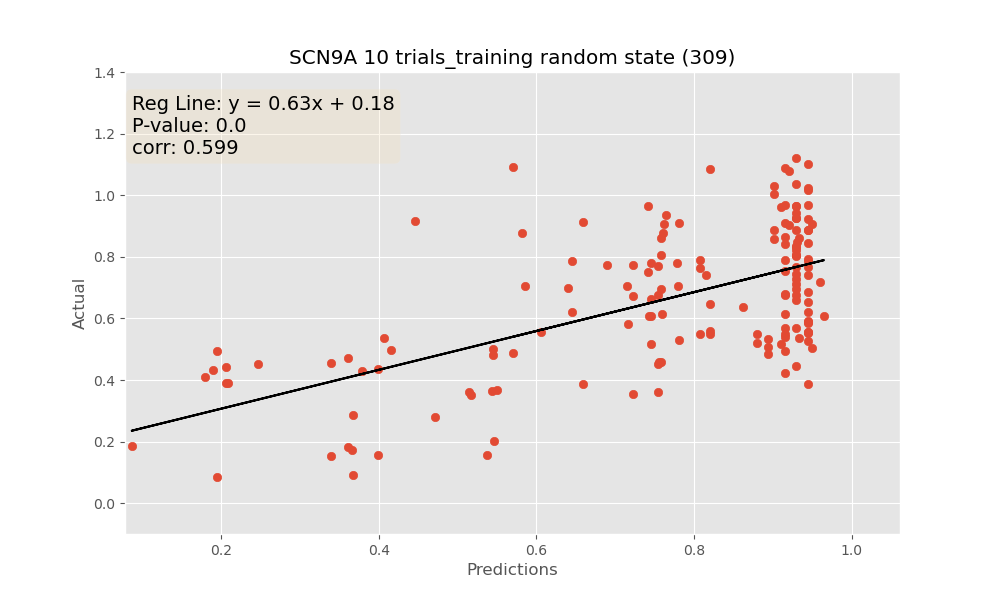 SCN9A 10 trials_training random state (309)
Reg Line: y = 0.63x + 0.18
P-value: 0.0
corr: 0.599
1.4
1.2
1.0
0.8
0.6
0.4
0.2
0.0
Actual
0.2 0.4 0.6 0.8 1.0
Predictions